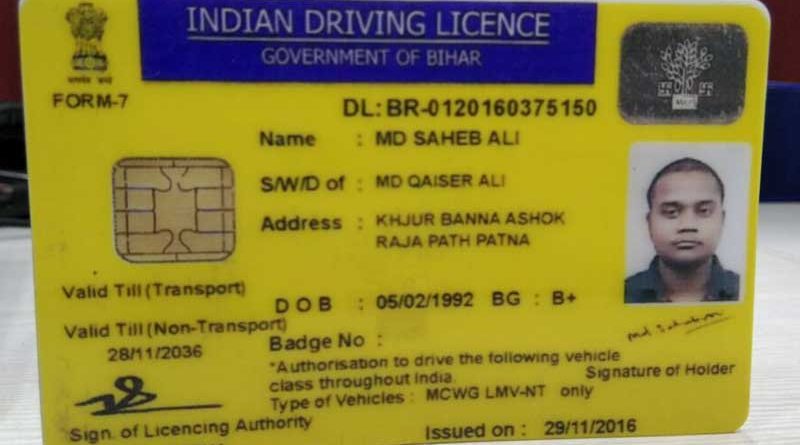 INDIAN DRIVING LICENCE
GOVERNMENT OF BIHAR
FORM-7
DL: BR-0120160375150
Name : MD SAHEB ALI
S/W/D of : MD QAISER ALI
Address : KHJUR BANNA ASHOK
RAJA PATH PATNA
Valid Till (Transport)
DOB : 05/02/1992 BG : B+
Valid Till (Non-Transport)
28/11/2036
Badge No :
"Authorisation to drive the following vehicle
class throughout India.
Signature of Holder
Type of Vehicles : MCWG LMV-NT only
Sign. of Licencing Authority
Issued on : 29/11/2016